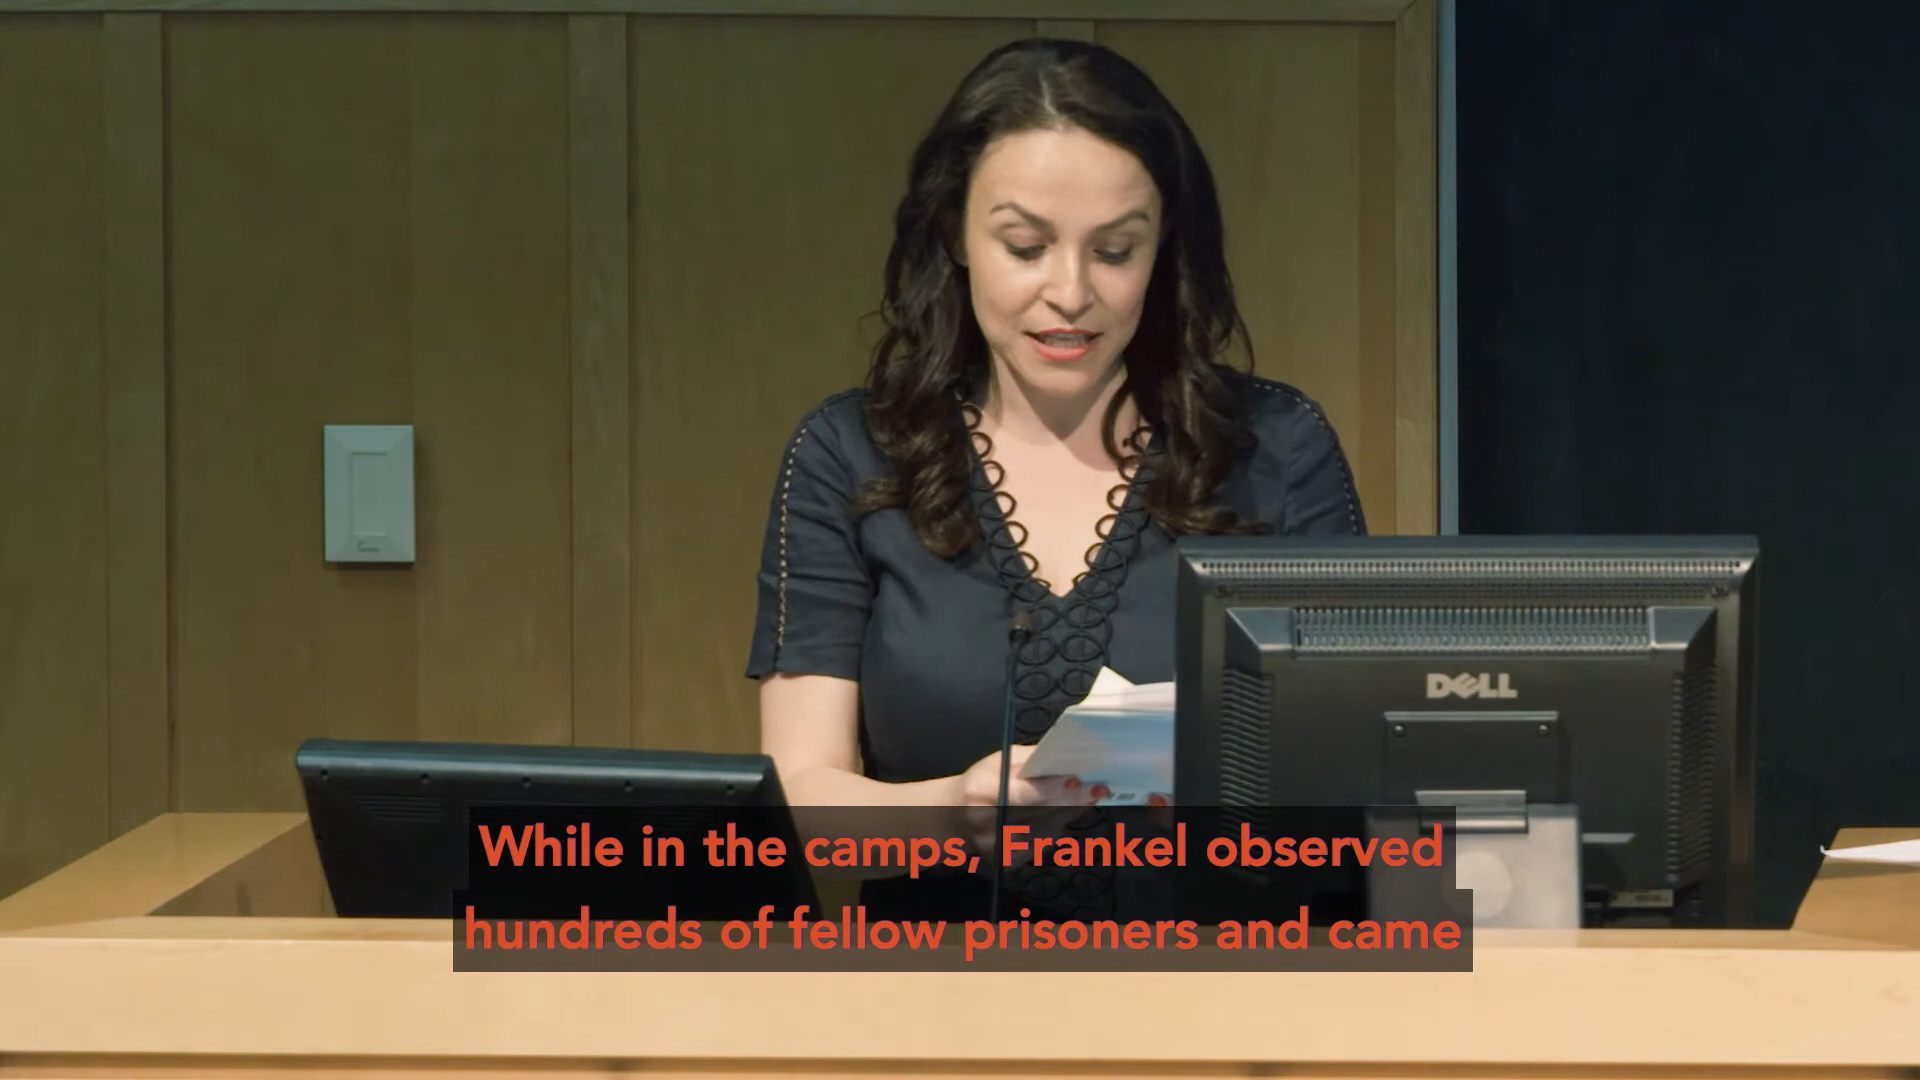 DELL
While in the camps, Frankel observed
hundreds of fellow prisoners and came